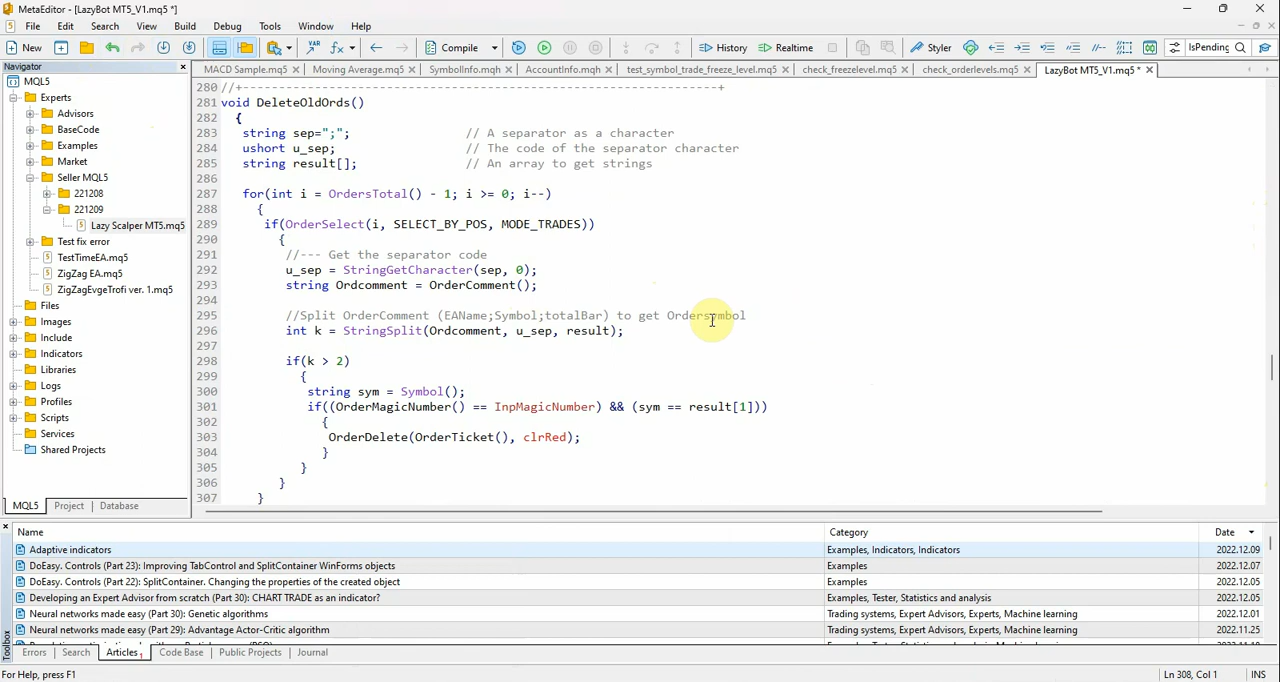 MetaEditor - [LazyBot MT5_V1.mq5 *]
File Edit Search View Build Debug Tools Window Help
New Compile History Realtime Styler IsPending
Navigator
MACD Sample.mq5 Moving Average.mq5 SymbolInfo.mqh AccountInfo.mqh test_symbol_trade_freeze_level.mq5 check_freezelevel.mq5 check_orderlevels.mq5 LazyBot MT5_V1.mq5 *
MQL5
Experts
Advisors
BaseCode
Examples
Market
Seller MQL5
221208
221209
Lazy Scalper MT5.mq5
Test fix error
TestTimeEA.mq5
ZigZag EA.mq5
ZigZagEvgeTrofi ver. 1.mq5
Files
Images
Include
Indicators
Libraries
Logs
Profiles
Scripts
Services
Shared Projects
MQL5 Project Database
280 //+------------------------------------------------------------------+
281 void DeleteOldOrds()
282 {
283 string sep=";"; // A separator as a character
284 ushort u_sep; // The code of the separator character
285 string result[]; // An array to get strings
286
287 for(int i = OrdersTotal() - 1; i >= 0; i--)
288 {
289 if(OrderSelect(i, SELECT_BY_POS, MODE_TRADES))
290 {
291 //--- Get the separator code
292 u_sep = StringGetCharacter(sep, 0);
293 string Ordcomment = OrderComment();
294
295 //Split OrderComment (EAName;Symbol;totalBar) to get Ordersymbol
296 int k = StringSplit(Ordcomment, u_sep, result);
297
298 if(k > 2)
299 {
300 string sym = Symbol();
301 if((OrderMagicNumber() == InpMagicNumber) && (sym == result[1]))
302 {
303 OrderDelete(OrderTicket(), clrRed);
304 }
305 }
306 }
307 }
Name Category Date
Adaptive indicators Examples, Indicators, Indicators 2022.12.09
DoEasy. Controls (Part 23): Improving TabControl and SplitContainer WinForms objects Examples 2022.12.07
DoEasy. Controls (Part 22): SplitContainer. Changing the properties of the created object Examples 2022.12.05
Developing an Expert Advisor from scratch (Part 30): CHART TRADE as an indicator? Examples, Tester, Statistics and analysis 2022.12.05
Neural networks made easy (Part 30): Genetic algorithms Trading systems, Expert Advisors, Experts, Machine learning 2022.12.01
Neural networks made easy (Part 29): Advantage Actor-Critic algorithm Trading systems, Expert Advisors, Experts, Machine learning 2022.11.25
Toolbox
Errors Search Articles Code Base Public Projects Journal
For Help, press F1 Ln 308, Col 1 INS